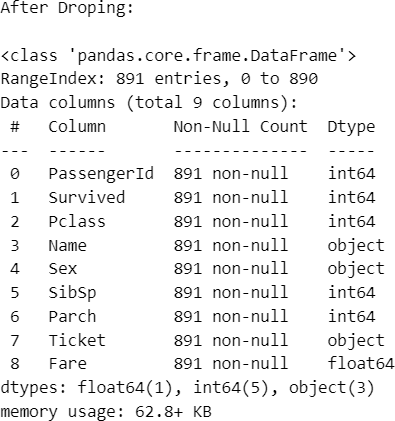 After Droping:
<class 'pandas.core.frame.DataFrame'>
RangeIndex: 891 entries, 0 to 890
Data columns (total 9 columns):
 #   Column       Non-Null Count  Dtype
---  ------       --------------  -----
 0   PassengerId  891 non-null    int64
 1   Survived     891 non-null    int64
 2   Pclass       891 non-null    int64
 3   Name         891 non-null    object
 4   Sex          891 non-null    object
 5   SibSp        891 non-null    int64
 6   Parch        891 non-null    int64
 7   Ticket       891 non-null    object
 8   Fare         891 non-null    float64
dtypes: float64(1), int64(5), object(3)
memory usage: 62.8+ KB